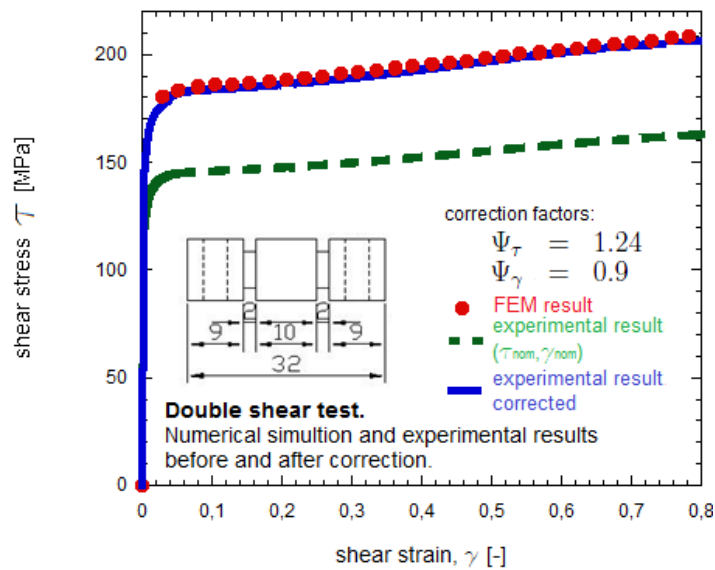 200
150
100
50
0
shear stress τ [MPa]
correction factors:
Ψτ = 1.24
Ψγ = 0.9
FEM result
experimental result
(τnom,γnom)
experimental result
corrected
2
2
9
10
9
32
Double shear test.
Numerical simultion and experimental results
before and after correction.
0 0,1 0,2 0,3 0,4 0,5 0,6 0,7 0,8
shear strain, γ [-]